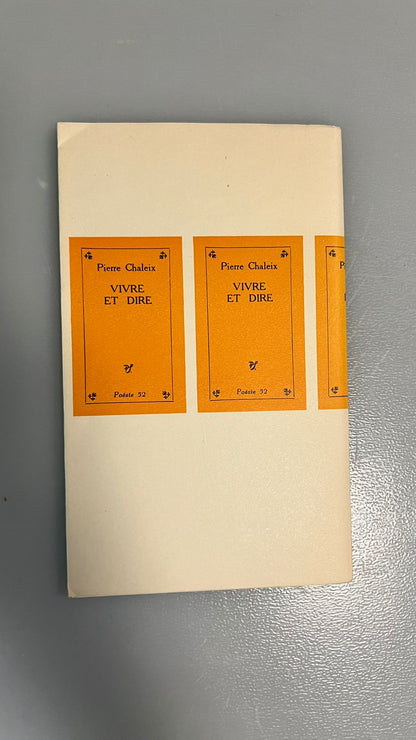 Pierre Chaleix
VIVRE
ET DIRE
Poésie 52
Pierre Chaleix
VIVRE
ET DIRE
Poésie 52